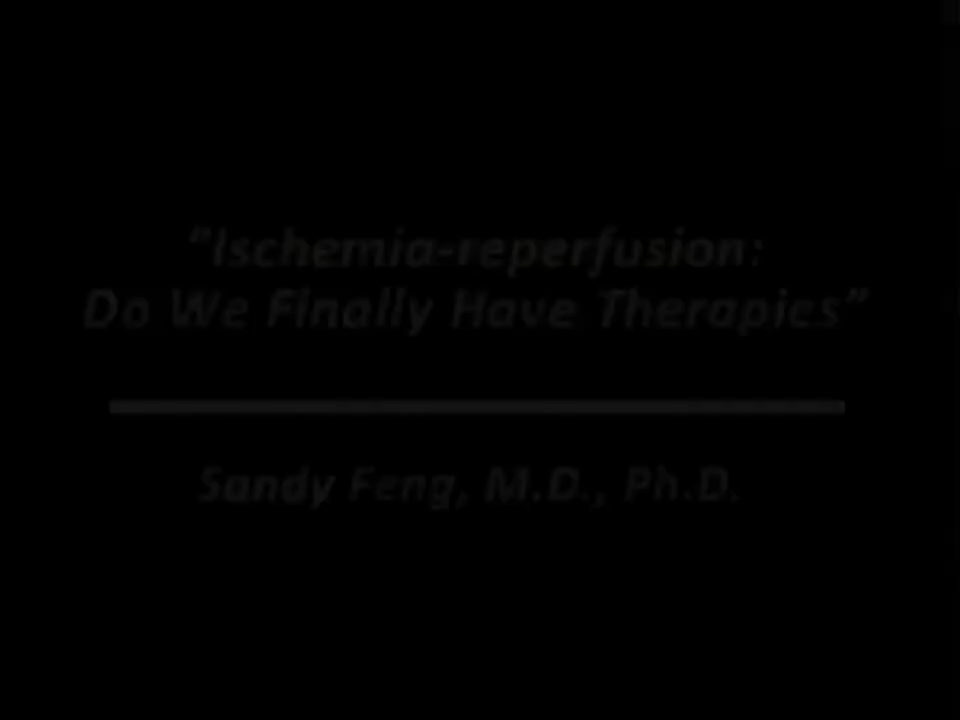 "Ischemia-reperfusion:
Do We Finally Have Therapies"
Sandy Feng, M.D., Ph.D.